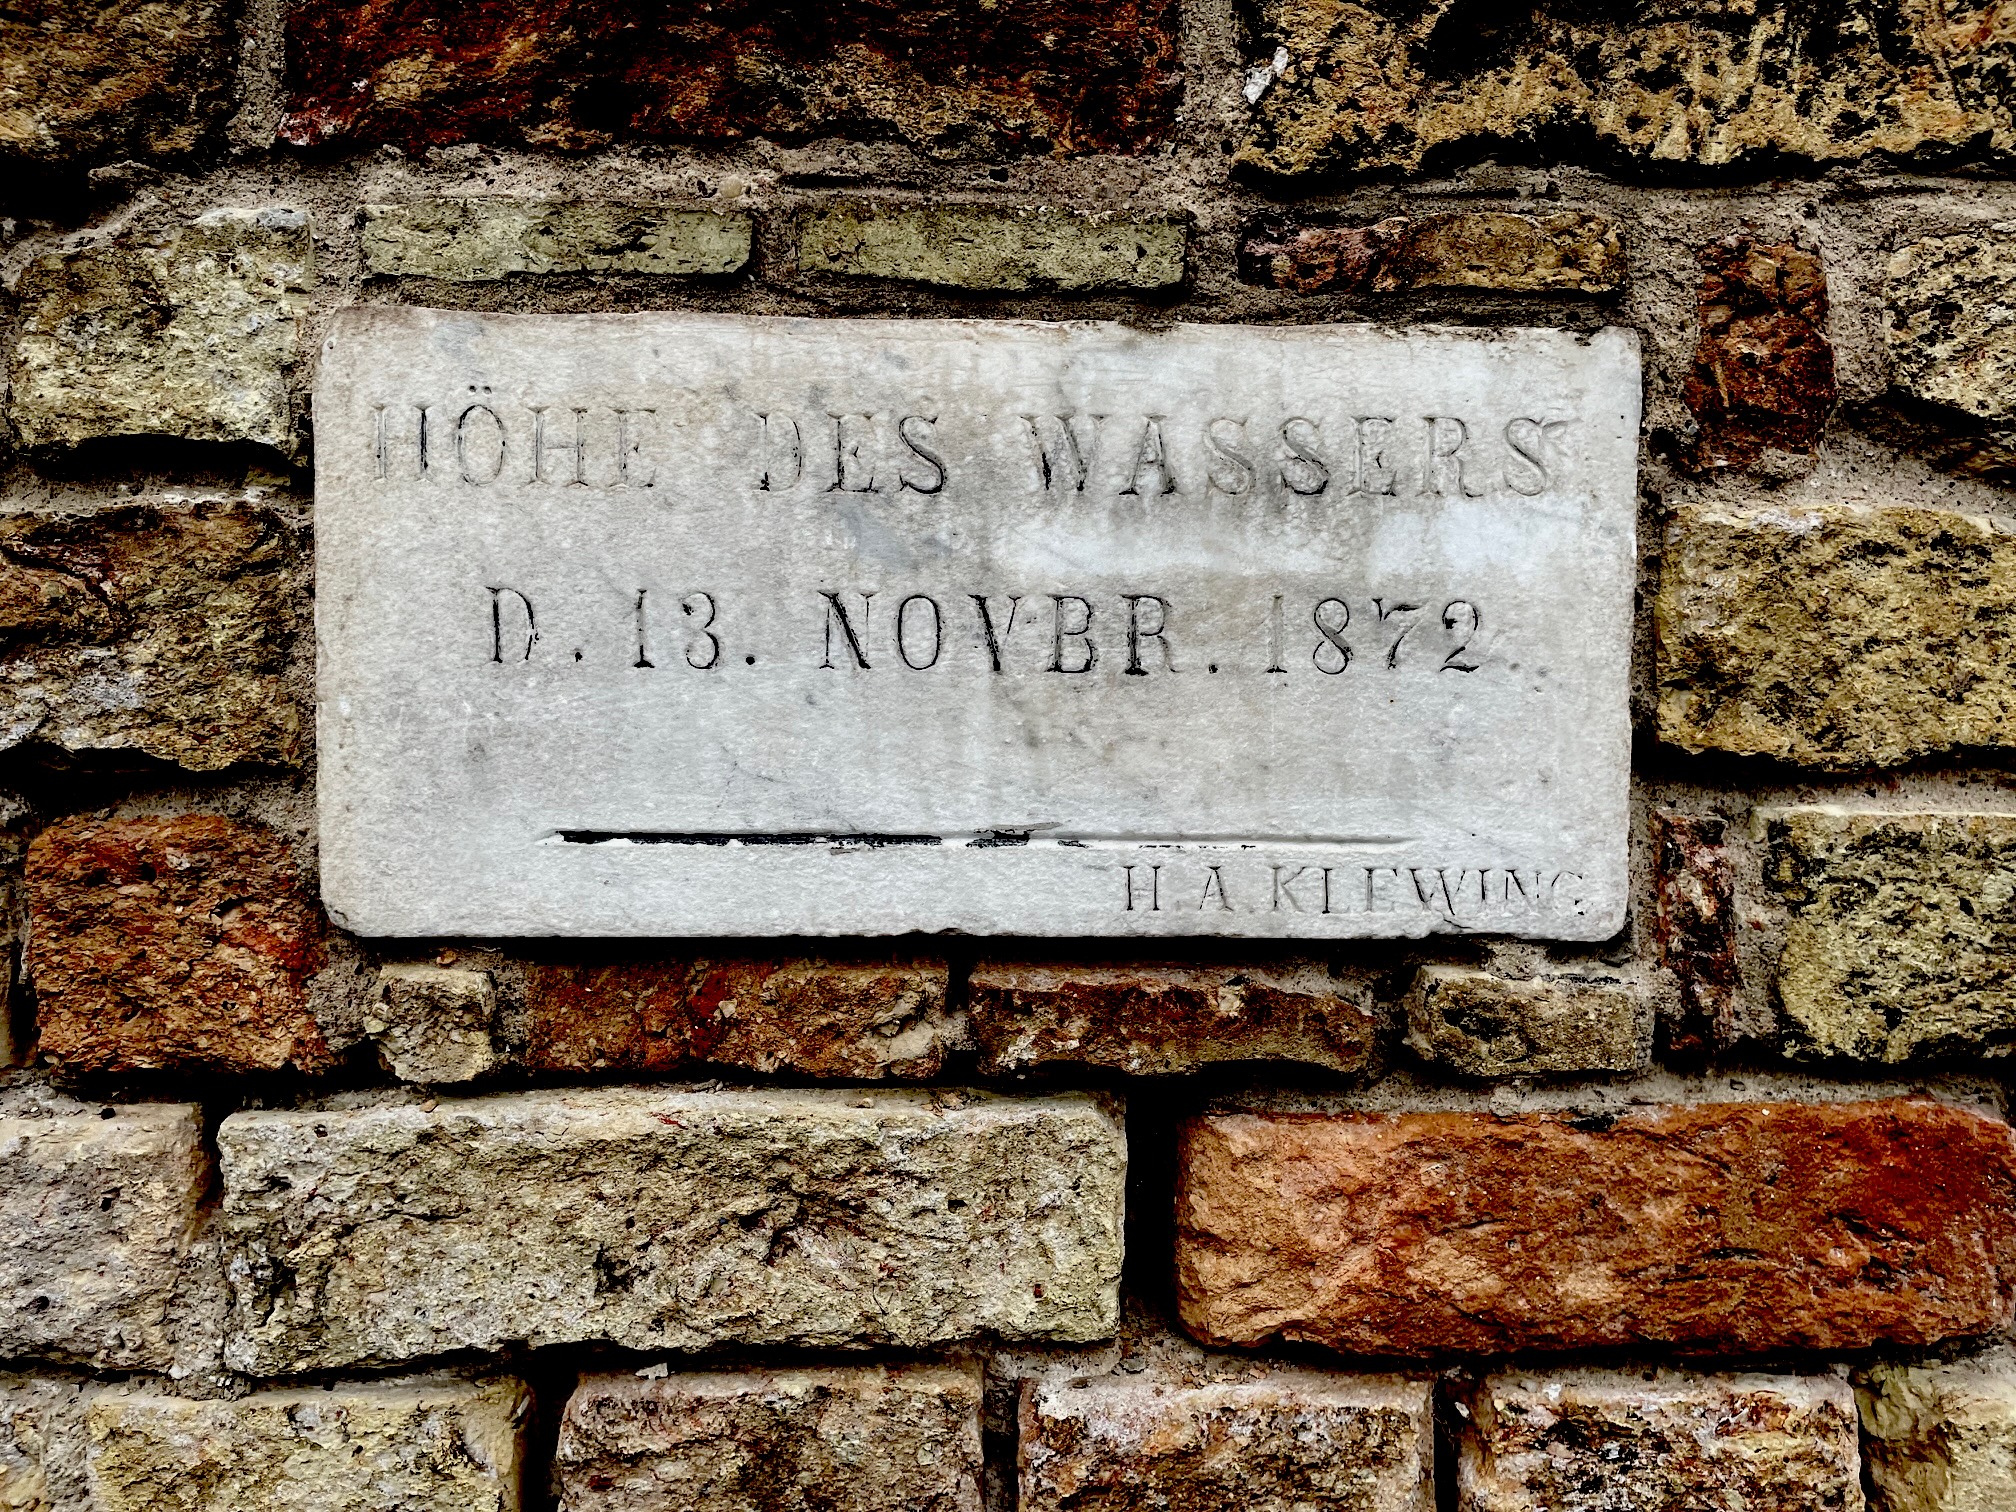 HÖHE DES WASSERS
D. 13. NOVBR. 1872
H. A. KLEWING